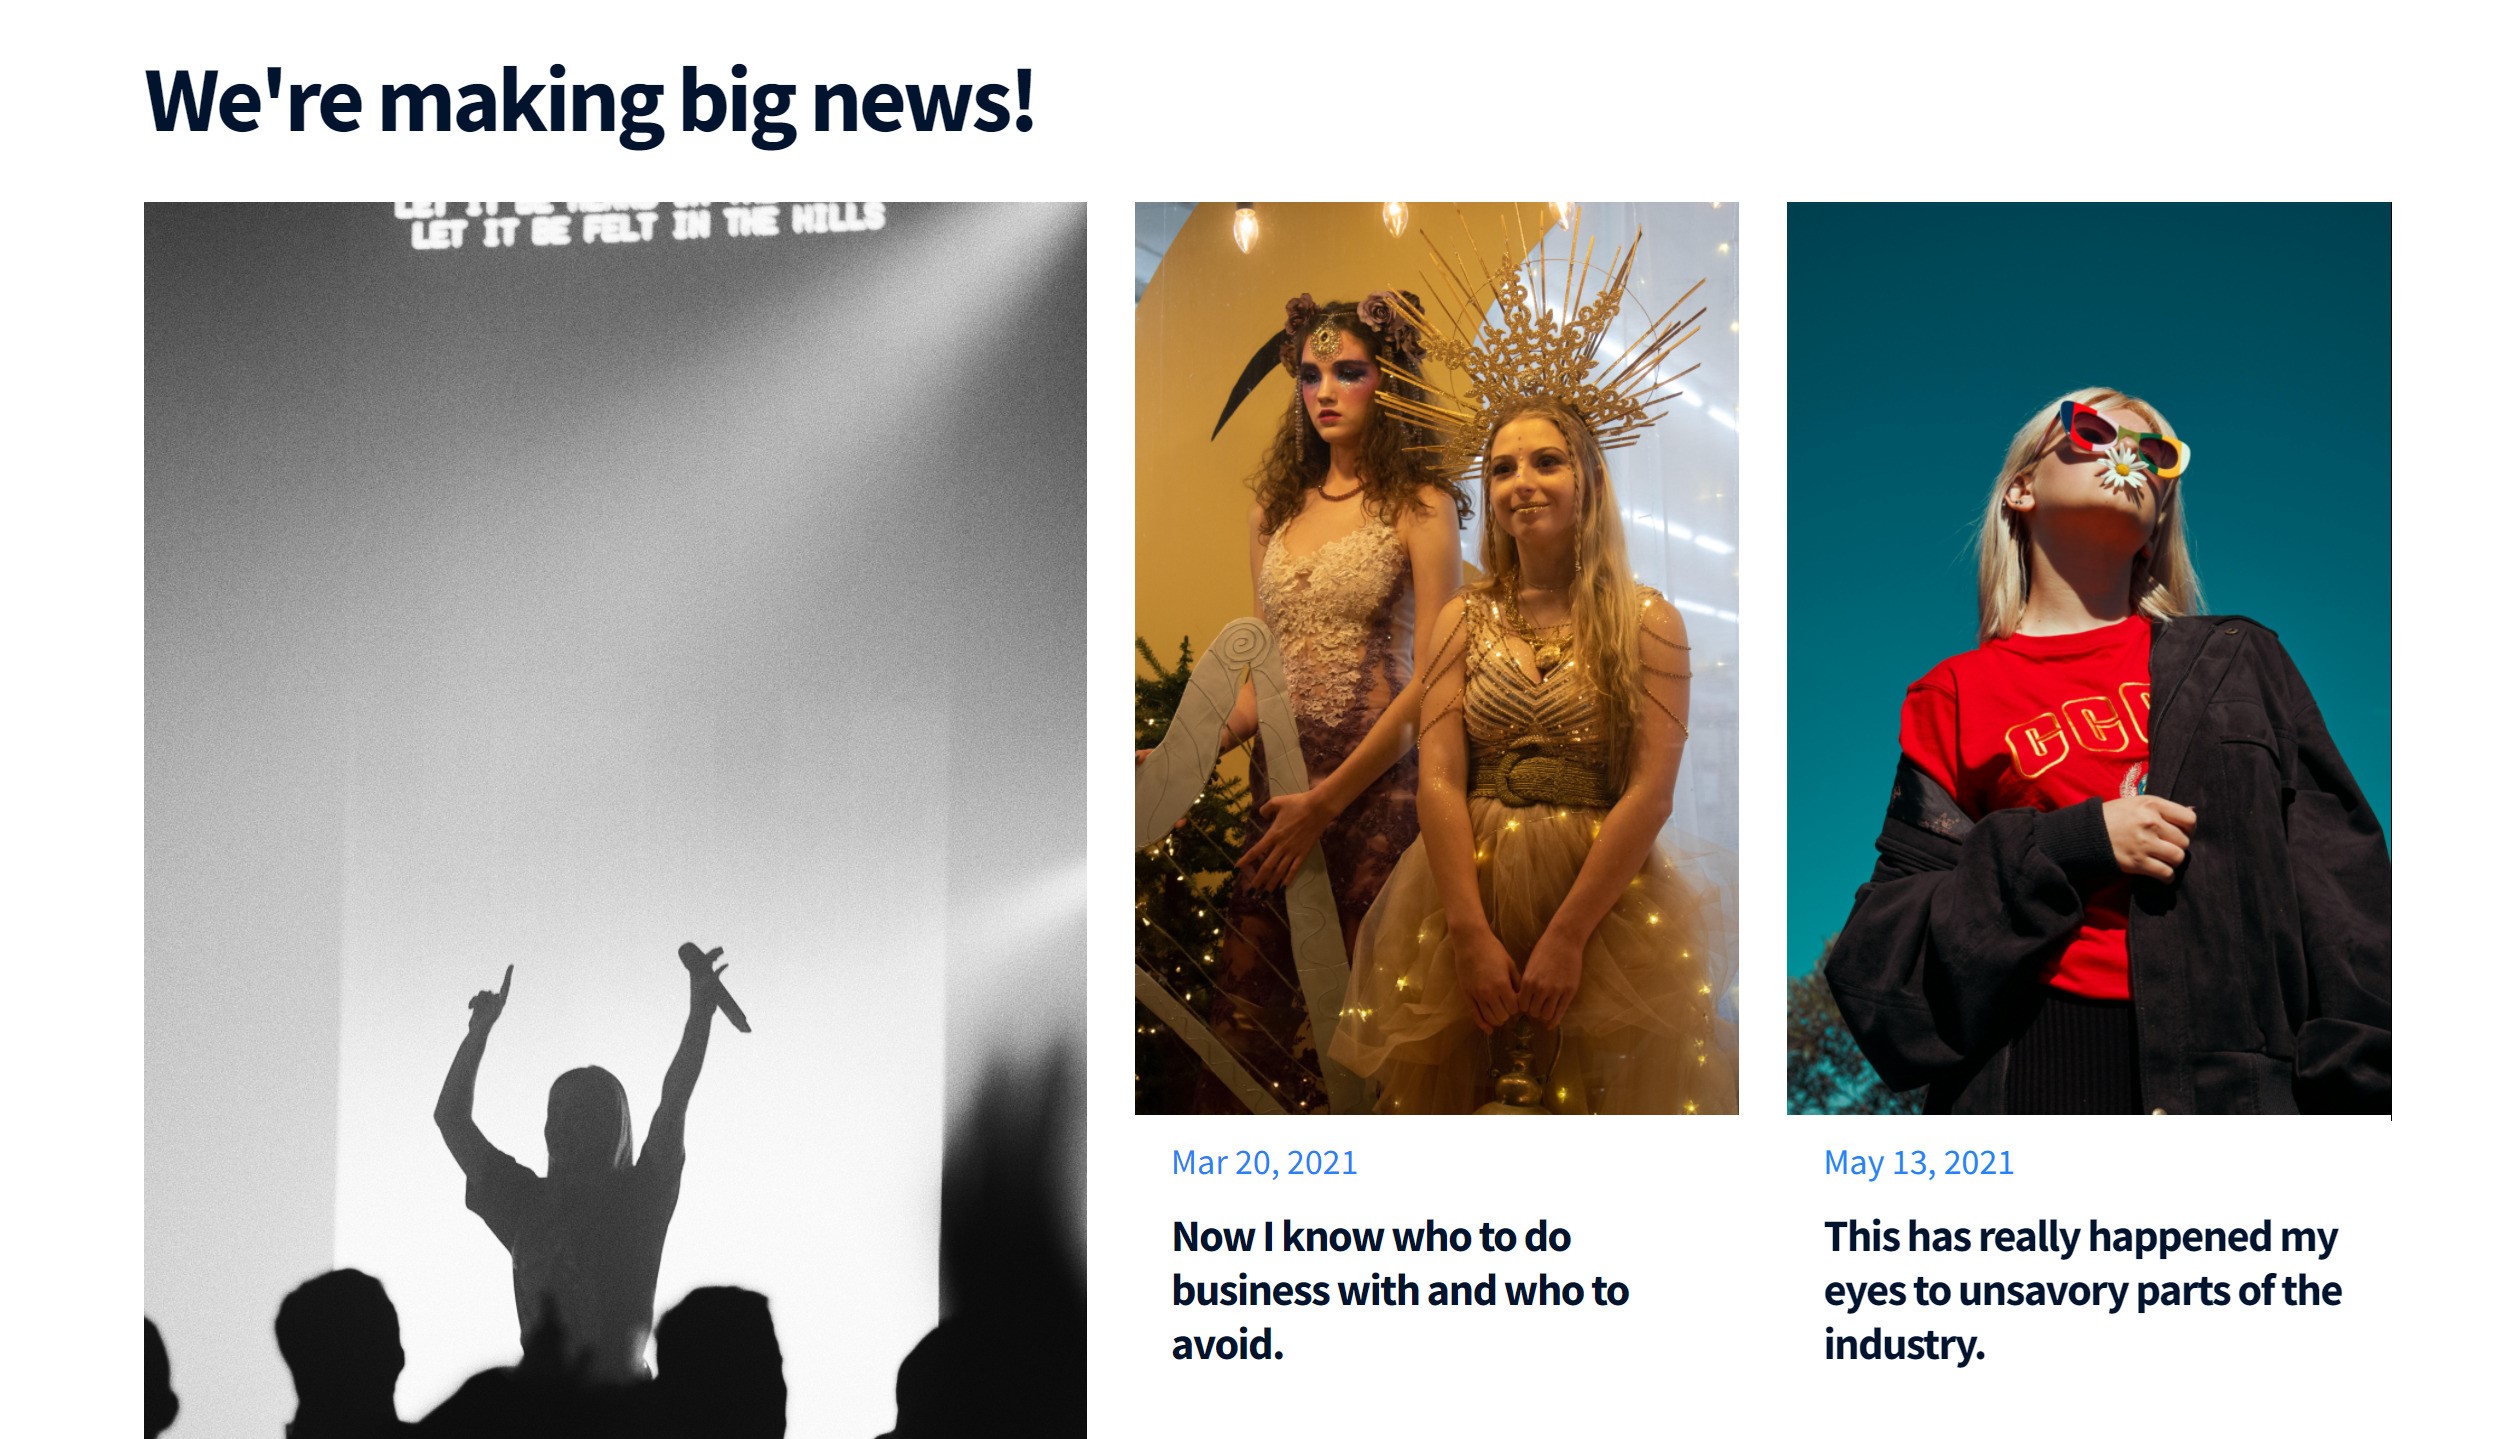 We're making big news!
LET IT BE FELT IN THE HILLS
Mar 20, 2021
Now I know who to do
business with and who to
avoid.
May 13, 2021
This has really happened my
eyes to unsavory parts of the
industry.